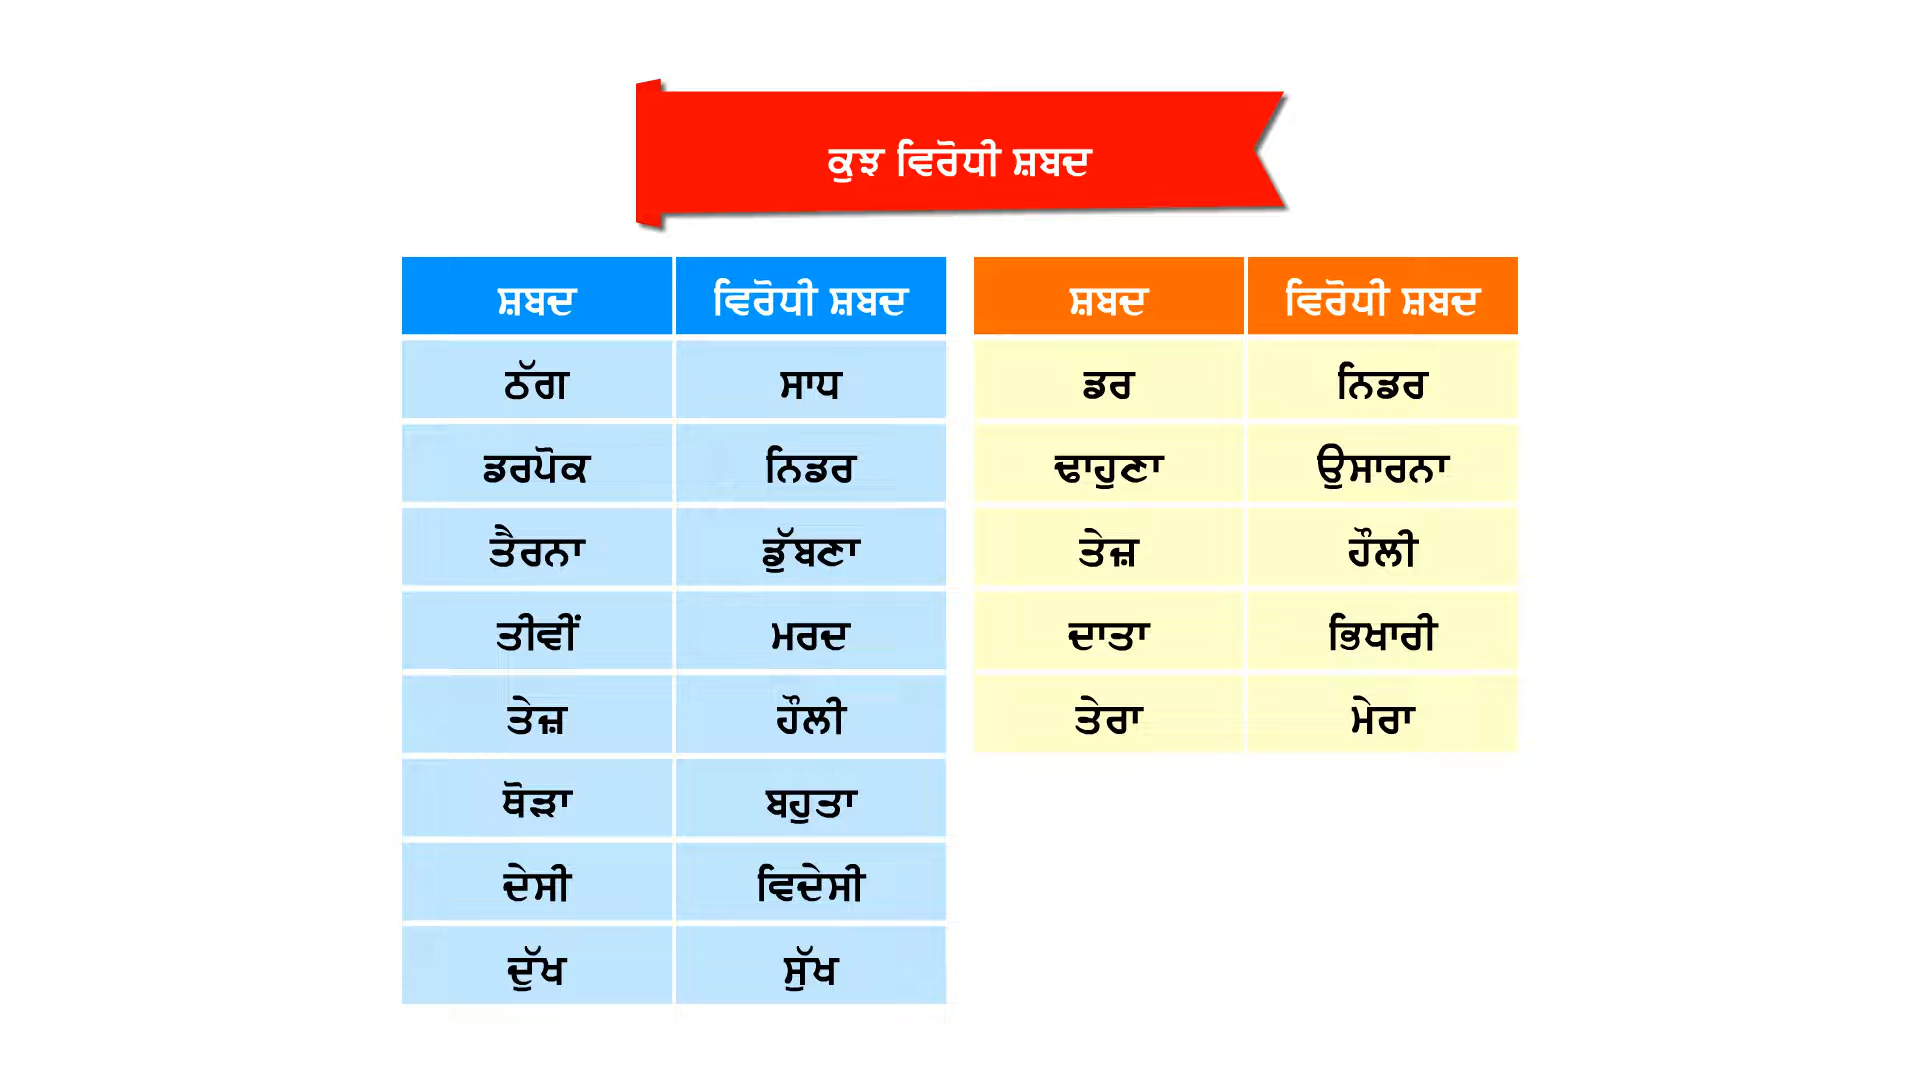 ਕੁਝ ਵਿਰੋਧੀ ਸ਼ਬਦ
ਸ਼ਬਦ ਵਿਰੋਧੀ ਸ਼ਬਦ
ਠੱਗ ਸਾਧ
ਡਰਪੋਕ ਨਿਡਰ
ਤੈਰਨਾ ਡੁੱਬਣਾ
ਤੀਵੀਂ ਮਰਦ
ਤੇਜ਼ ਹੌਲੀ
ਥੋੜਾ ਬਹੁਤਾ
ਦੇਸੀ ਵਿਦੇਸੀ
ਦੁੱਖ ਸੁੱਖ
ਸ਼ਬਦ ਵਿਰੋਧੀ ਸ਼ਬਦ
ਡਰ ਨਿਡਰ
ਢਾਹੁਣਾ ਉਸਾਰਨਾ
ਤੇਜ਼ ਹੌਲੀ
ਦਾਤਾ ਭਿਖਾਰੀ
ਤੇਰਾ ਮੇਰਾ